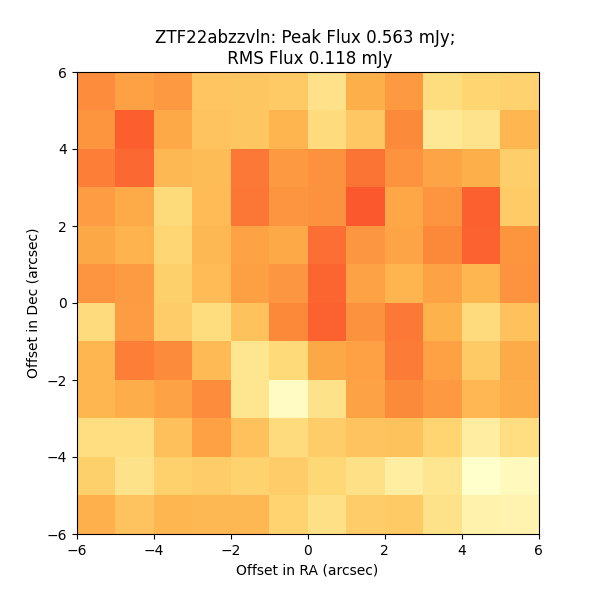 ZTF22abzzvln: Peak Flux 0.563 mJy;
RMS Flux 0.118 mJy
6
4
2
0
−2
−4
−6
Offset in Dec (arcsec)
−6 −4 −2 0 2 4 6
Offset in RA (arcsec)